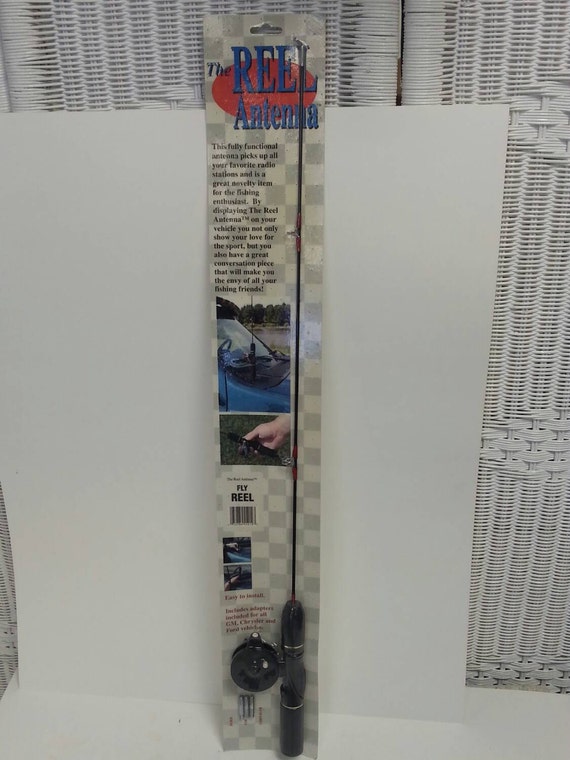 The REEL
Antenna
This fully functional
antenna picks up all
your favorite radio
stations and is a
great novelty item
for the fishing
enthusiast. By
displaying The Reel
Antenna™ on your
vehicle you not only
show your love for
the sport, but you
also have a great
conversation piece
that will make you
the envy of all your
fishing friends!
The Reel Antenna™
FLY
REEL
Easy to install.
Includes adapters
included for all
GM, Chrysler and
Ford vehicles.